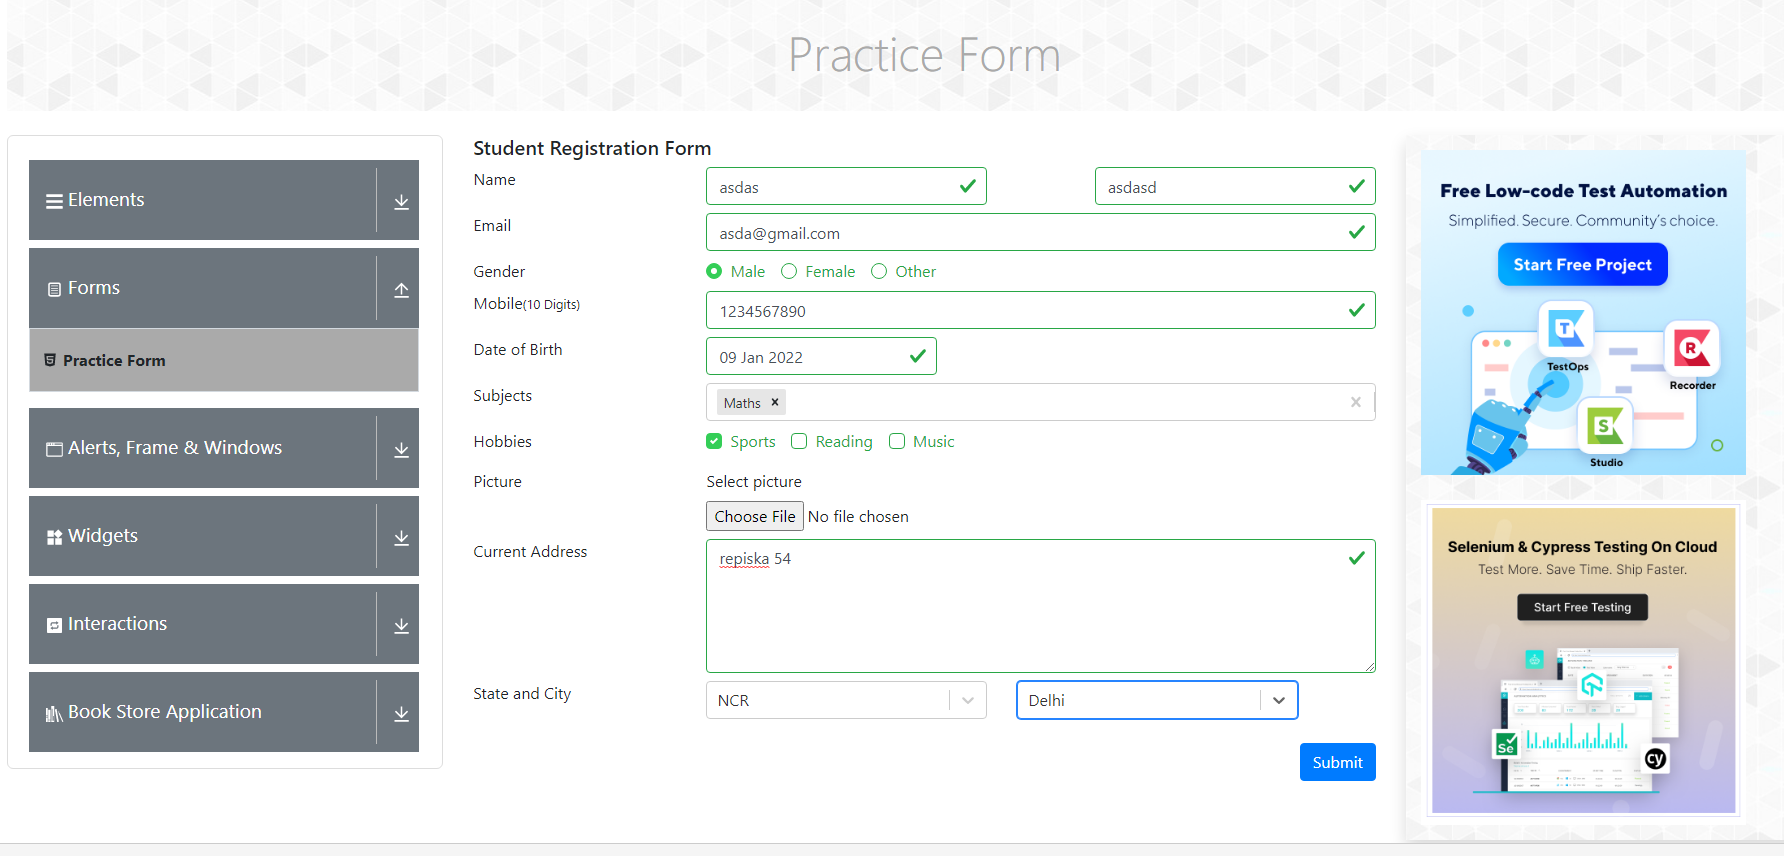 Practice Form
Elements
Forms
Practice Form
Alerts, Frame & Windows
Widgets
Interactions
Book Store Application
Student Registration Form
Name
asdas
asdasd
Email
asda@gmail.com
Gender
Male
Female
Other
Mobile(10 Digits)
1234567890
Date of Birth
09 Jan 2022
Subjects
Maths
Hobbies
Sports
Reading
Music
Picture
Select picture
Choose File No file chosen
Current Address
repiska 54
State and City
NCR
Delhi
Submit
Free Low-code Test Automation
Simplified. Secure. Community's choice.
Start Free Project
T
TestOps
R
Recorder
S
Studio
Selenium & Cypress Testing On Cloud
Test More. Save Time. Ship Faster.
Start Free Testing
Se
cy